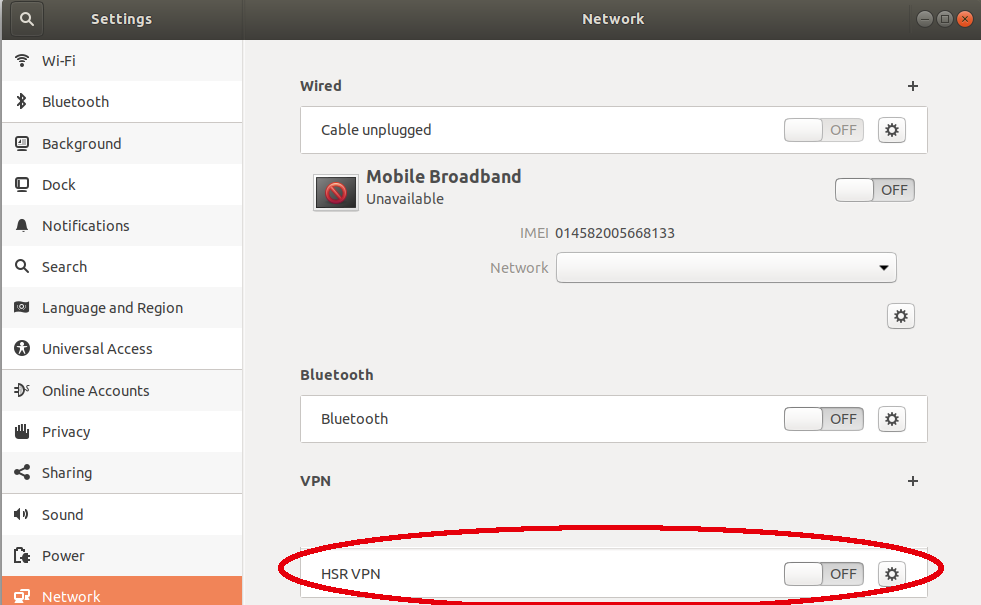 Settings
Network
Wi-Fi
Bluetooth
Background
Dock
Notifications
Search
Language and Region
Universal Access
Online Accounts
Privacy
Sharing
Sound
Power
Network
Wired
+
Cable unplugged
OFF
Mobile Broadband
Unavailable
OFF
IMEI 014582005668133
Network
Bluetooth
Bluetooth
OFF
VPN
+
HSR VPN
OFF